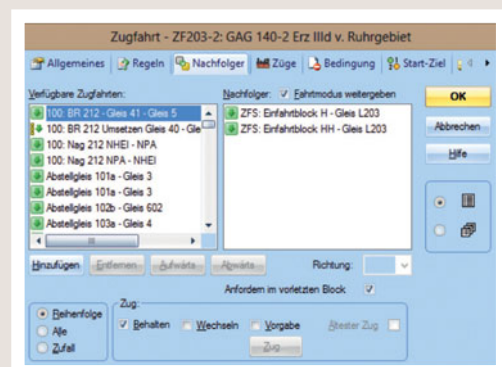 Zugfahrt - ZF203-2: GAG 140-2 Erz IIId v. Ruhrgebiet
Allgemeines Regeln Nachfolger Züge Bedingung Start-Ziel
Verfügbare Zugfahrten:
100: BR 212 - Gleis 41 - Gleis 5
100: BR 212 Umsetzen Gleis 40 - Gle
100: Nag 212 NHEI - NPA
100: Nag 212 NPA - NHEI
Abstellgleis 101a - Gleis 3
Abstellgleis 101a - Gleis 3
Abstellgleis 102b - Gleis 602
Abstellgleis 103a - Gleis 4
Nachfolger: Fahrtmodus weitergeben
ZFS: Einfahrtblock H - Gleis L203
ZFS: Einfahrtblock HH - Gleis L203
OK
Abbrechen
Hilfe
Hinzufügen Entfernen Aufwärts Abwärts Richtung:
Anfordern im vorletzten Block
Reihenfolge
Alle
Zufall
Zug:
Behalten Wechseln Vorgabe Ältester Zug
Zug